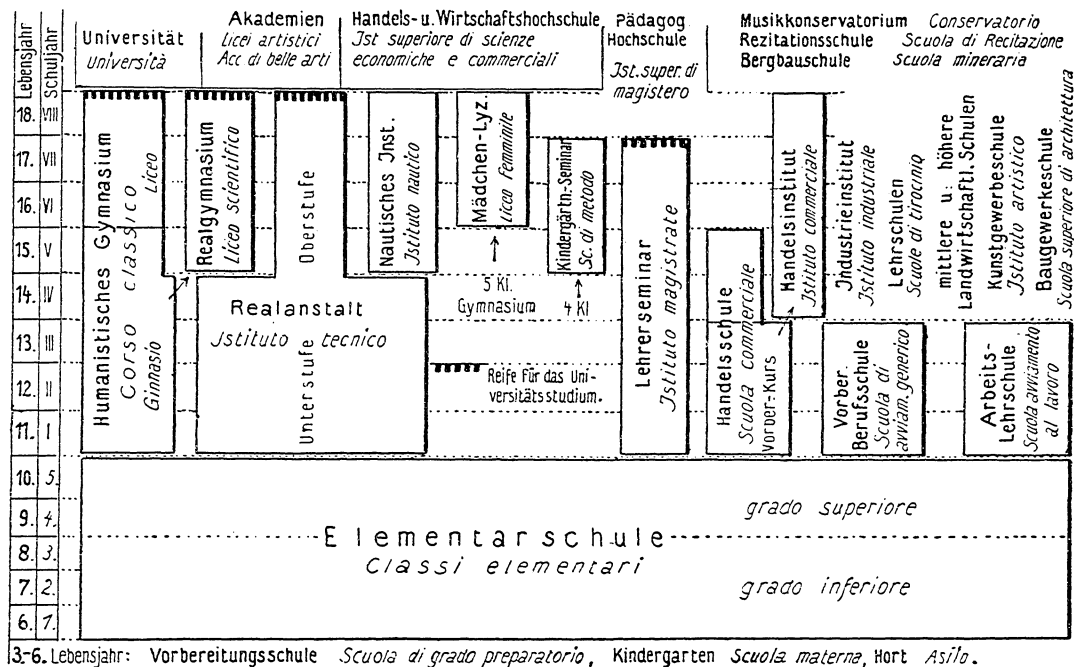 Lebensjahr
Schuljahr
Universität
Università
Akademien
Licei artistici
Acc di belle arti
Handels- u. Wirtschaftshochschule
Jst superiore di scienze
economiche e commerciali
Pädagog
Hochschule
Jst. super. di
magistero
Musikkonservatorium Conservatorio
Rezitationsschule Scuola di Recitazione
Bergbauschule Scuola mineraria
18. VIII
17. VII
16. VI
15. V
14. IV
13. III
12. II
11. I
10. 5.
9. 4.
8. 3.
7. 2.
6. 1.
Humanistisches Gymnasium
Corso classico
Ginnasio Liceo
Realgymnasium
Liceo scientifico
Oberstufe
Unterstufe
Realanstalt
Jstituto tecnico
Nautisches Jnst.
Jstituto nautico
Mädchen-Lyz.
Liceo Femminile
5 Kl.
Gymnasium
Kindergärtn.-Seminar
Sc. di metodo
4 Kl
Reife für das Uni-
versitätsstudium.
Lehrerseminar
Jstituto magistrate
Handelsschule
Scuola commerciale
Vorber.-Kurs
Handelsinstitut
Jstituto commerciale
Jndustrieinstitut
Jstituto industriale
Lehrschulen
Scuole di tirocinio
mittlere u. höhere
Landwirtschaftl. Schulen
Kunstgewerbeschule
Jstituto artistico
Baugewerkeschule
Scuola superiore di architettura
Vorber.
Berufsschule
Scuola di
avviam. generico
Arbeits-
Lehrschule
Scuola avviamento
al lavoro
grado superiore
Elementarschule
Classi elementari
grado inferiore
3.-6. Lebensjahr: Vorbereitungsschule Scuola di grado preparatorio, Kindergarten Scuola materna, Hort Asilo.